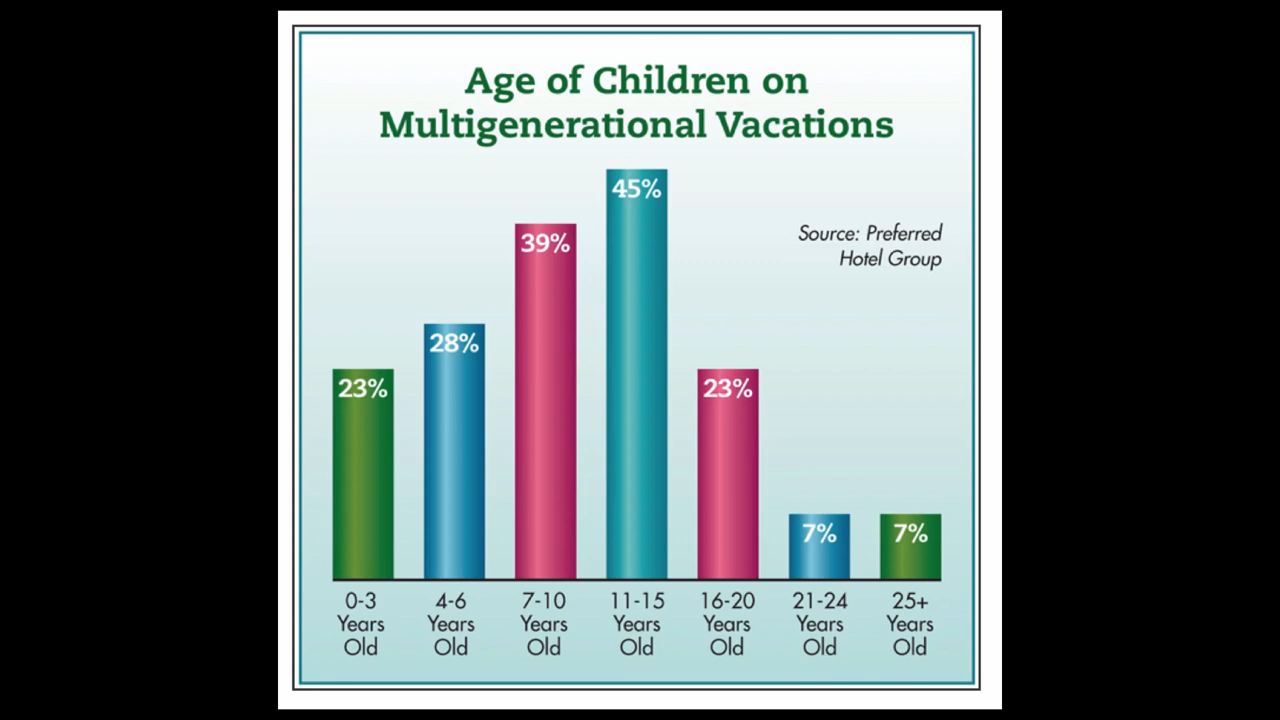 Age of Children on
Multigenerational Vacations
45%
Source: Preferred
Hotel Group
39%
28%
23%
23%
7%
7%
0-3
Years
Old
4-6
Years
Old
7-10
Years
Old
11-15
Years
Old
16-20
Years
Old
21-24
Years
Old
25+
Years
Old